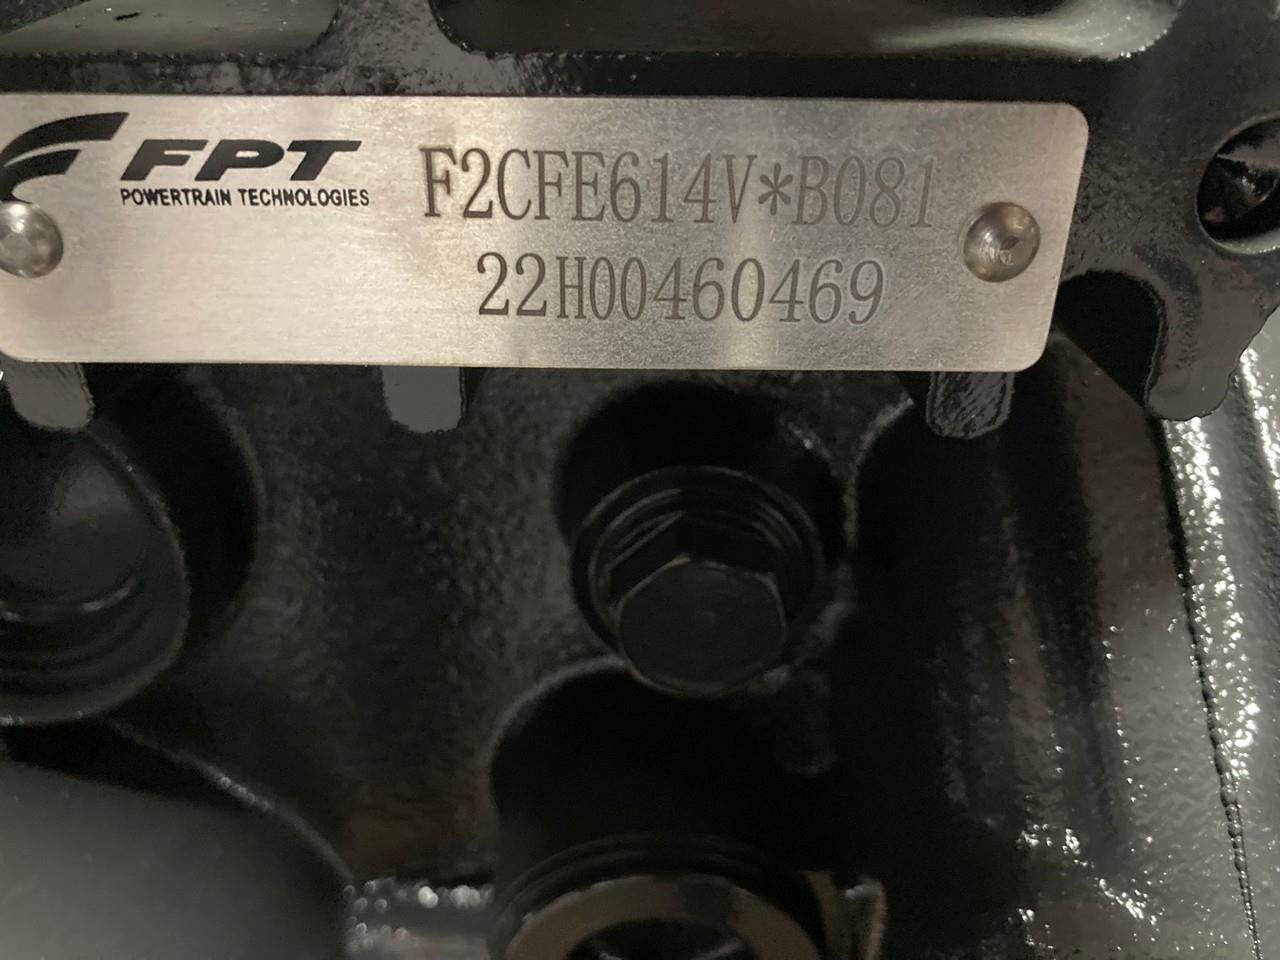 FPT
POWERTRAIN TECHNOLOGIES
F2CFE614V*B081
22H00460469